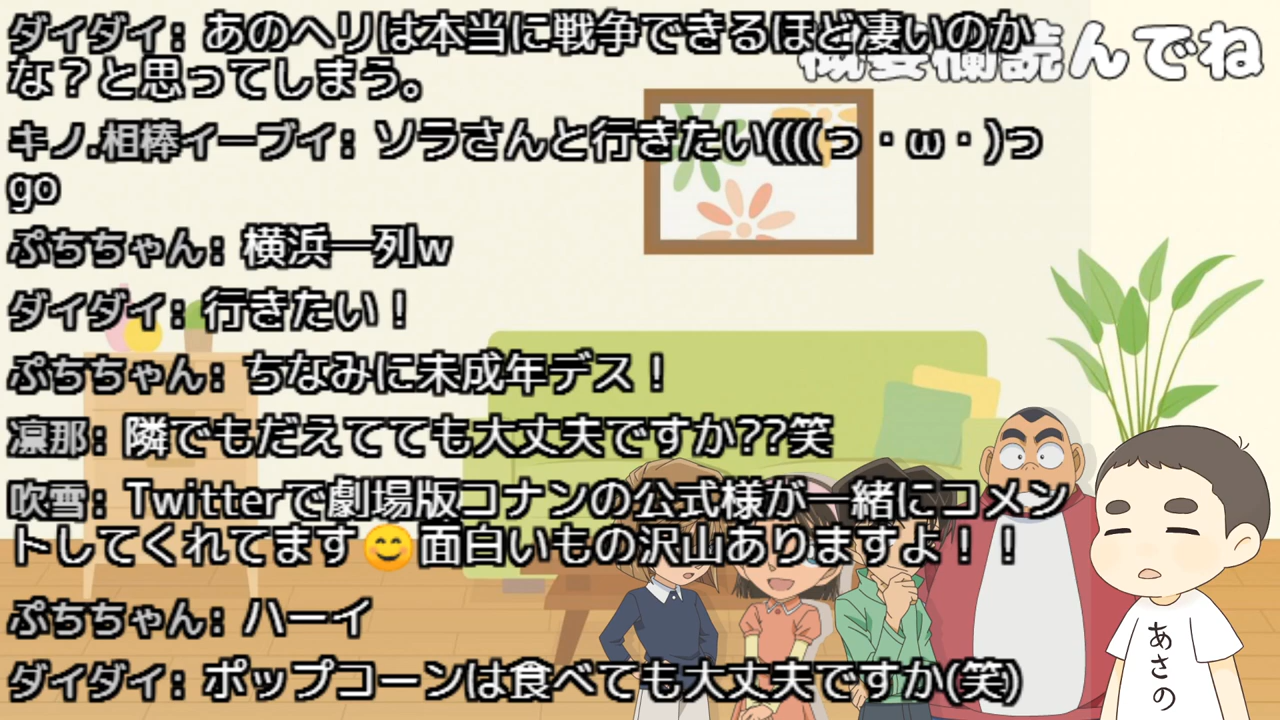 ダイダイ: あのヘリは本当に戦争できるほど凄いのか
な？と思ってしまう。
概要欄読んでね
キノ.相棒イーブイ: ソラさんと行きたい((((っ・ω・)っ
go
ぷちちゃん: 横浜一列w
ダイダイ: 行きたい！
ぷちちゃん: ちなみに未成年デス！
凛那: 隣でもだえてても大丈夫ですか??笑
吹雪: Twitterで劇場版コナンの公式様が一緒にコメン
トしてくれてます😊面白いもの沢山ありますよ！！
ぷちちゃん: ハーイ
ダイダイ: ポップコーンは食べても大丈夫ですか(笑)
あさの